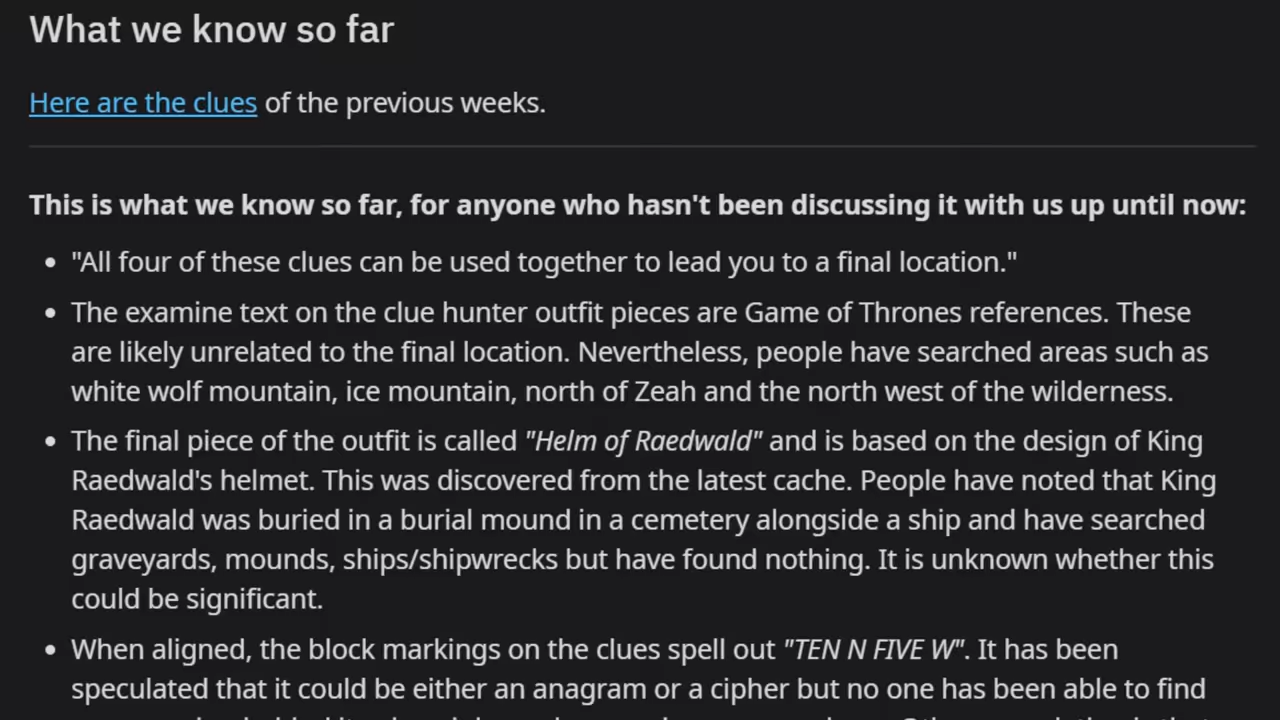 What we know so far
Here are the clues of the previous weeks.
This is what we know so far, for anyone who hasn't been discussing it with us up until now:
• "All four of these clues can be used together to lead you to a final location."
• The examine text on the clue hunter outfit pieces are Game of Thrones references. These
are likely unrelated to the final location. Nevertheless, people have searched areas such as
white wolf mountain, ice mountain, north of Zeah and the north west of the wilderness.
• The final piece of the outfit is called "Helm of Raedwald" and is based on the design of King
Raedwald's helmet. This was discovered from the latest cache. People have noted that King
Raedwald was buried in a burial mound in a cemetery alongside a ship and have searched
graveyards, mounds, ships/shipwrecks but have found nothing. It is unknown whether this
could be significant.
• When aligned, the block markings on the clues spell out "TEN N FIVE W". It has been
speculated that it could be either an anagram or a cipher but no one has been able to find